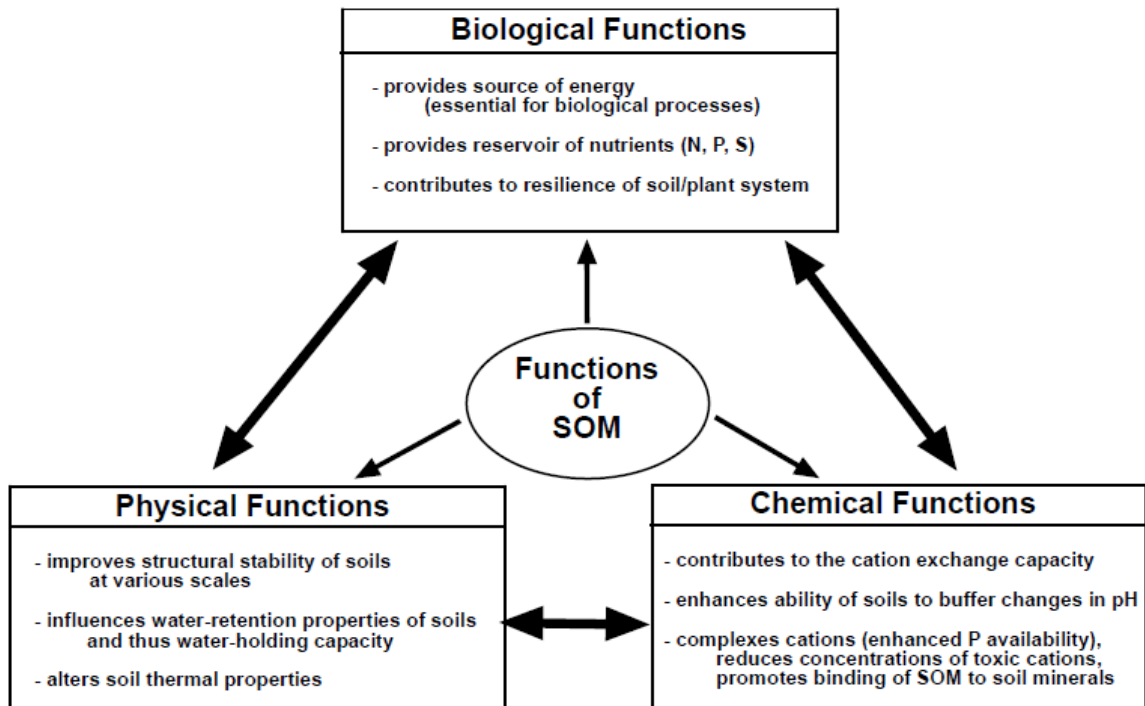 Biological Functions
- provides source of energy
(essential for biological processes)
- provides reservoir of nutrients (N, P, S)
- contributes to resilience of soil/plant system
Functions
of
SOM
Physical Functions
- improves structural stability of soils
at various scales
- influences water-retention properties of soils
and thus water-holding capacity
- alters soil thermal properties
Chemical Functions
- contributes to the cation exchange capacity
- enhances ability of soils to buffer changes in pH
- complexes cations (enhanced P availability),
reduces concentrations of toxic cations,
promotes binding of SOM to soil minerals